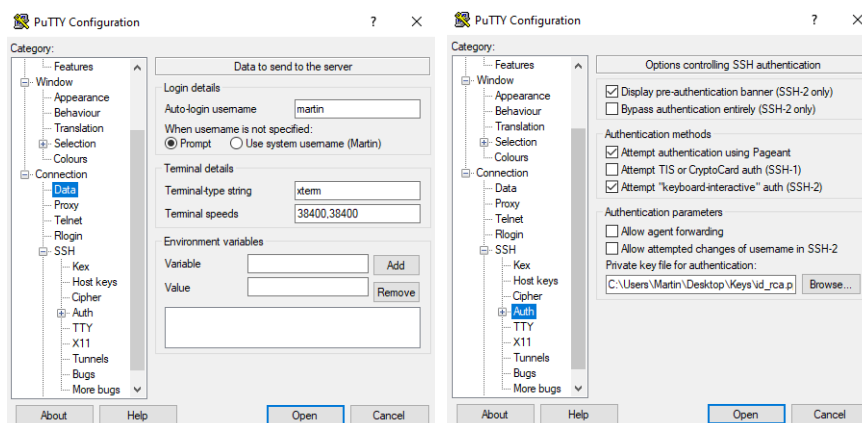 PuTTY Configuration
?
Category:
Features
Window
Appearance
Behaviour
Translation
Selection
Colours
Connection
Data
Proxy
Telnet
Rlogin
SSH
Kex
Host keys
Cipher
Auth
TTY
X11
Tunnels
Bugs
More bugs
Data to send to the server
Login details
Auto-login username martin
When username is not specified:
Prompt Use system username (Martin)
Terminal details
Terminal-type string xterm
Terminal speeds 38400,38400
Environment variables
Variable Add
Value Remove
About Help Open Cancel
PuTTY Configuration
?
Category:
Features
Window
Appearance
Behaviour
Translation
Selection
Colours
Connection
Data
Proxy
Telnet
Rlogin
SSH
Kex
Host keys
Cipher
Auth
TTY
X11
Tunnels
Bugs
More bugs
Options controlling SSH authentication
Display pre-authentication banner (SSH-2 only)
Bypass authentication entirely (SSH-2 only)
Authentication methods
Attempt authentication using Pageant
Attempt TIS or CryptoCard auth (SSH-1)
Attempt "keyboard-interactive" auth (SSH-2)
Authentication parameters
Allow agent forwarding
Allow attempted changes of username in SSH-2
Private key file for authentication:
C:\Users\Martin\Desktop\Keys\id_rca.p Browse...
About Help Open Cancel